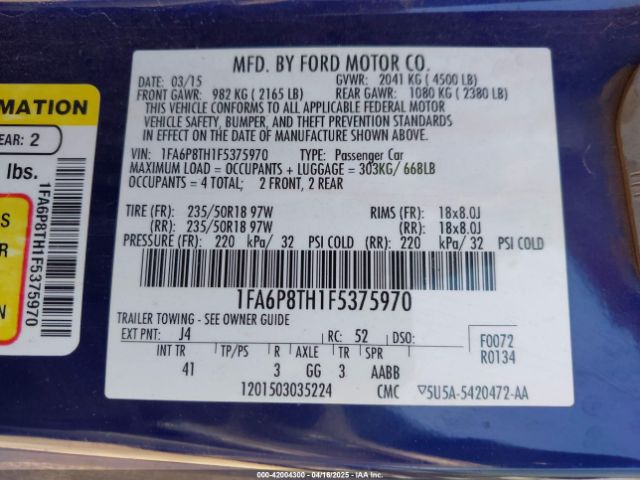 MFD. BY FORD MOTOR CO.
DATE: 03/15 GVWR: 2041 KG ( 4500 LB)
FRONT GAWR: 982 KG ( 2165 LB) REAR GAWR: 1080 KG ( 2380 LB)
THIS VEHICLE CONFORMS TO ALL APPLICABLE FEDERAL MOTOR
VEHICLE SAFETY, BUMPER, AND THEFT PREVENTION STANDARDS
IN EFFECT ON THE DATE OF MANUFACTURE SHOWN ABOVE.
VIN: 1FA6P8TH1F5375970 TYPE: Passenger Car
MAXIMUM LOAD = OCCUPANTS + LUGGAGE = 303KG/ 668LB
OCCUPANTS = 4 TOTAL; 2 FRONT, 2 REAR
TIRE (FR): 235/50R18 97W RIMS (FR): 18x8.0J
(RR): 235/50R18 97W (RR): 18x8.0J
PRESSURE (FR): 220 kPa/ 32 PSI COLD (RR): 220 kPa/ 32 PSI COLD
1FA6P8TH1F5375970
TRAILER TOWING - SEE OWNER GUIDE
EXT PNT: J4 RC: 52 DSO:
F0072
R0134
INT TR TP/PS R AXLE TR SPR
41 3 GG 3 AABB
1201503035224 CMC ▽5U5A-5420472-AA
RMATION
EAR: 2
lbs.
S
R
N
1FA6P8TH1F5375970
000-42004300 - 04/16/2025 - IAAI.COM